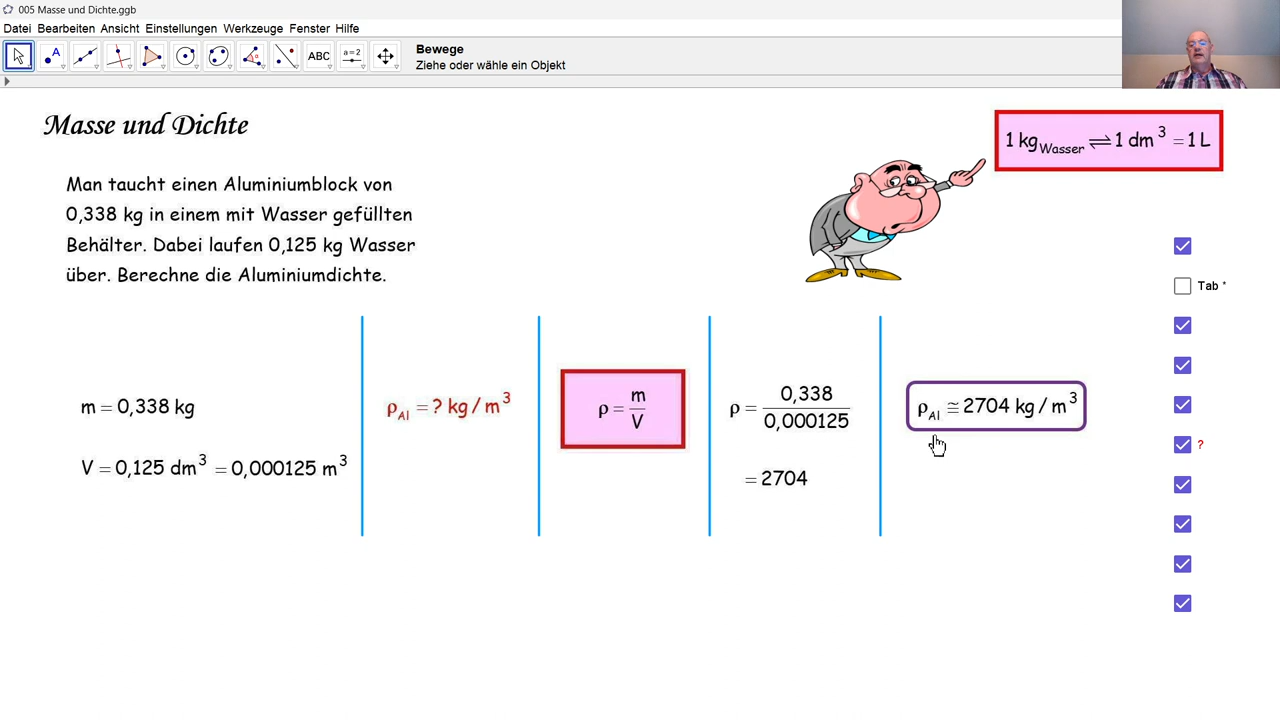 005 Masse und Dichte.ggb
Datei Bearbeiten Ansicht Einstellungen Werkzeuge Fenster Hilfe
A
ABC
a=2
Bewege
Ziehe oder wähle ein Objekt
Masse und Dichte
1 kg Wasser ⇌ 1 dm³ = 1 L
Man taucht einen Aluminiumblock von
0,338 kg in einem mit Wasser gefüllten
Behälter. Dabei laufen 0,125 kg Wasser
über. Berechne die Aluminiumdichte.
Tab *
m = 0,338 kg
V = 0,125 dm³ = 0,000125 m³
ρ Al = ? kg / m³
ρ = m / V
ρ = 0,338 / 0,000125
= 2704
ρ Al ≅ 2704 kg / m³
?